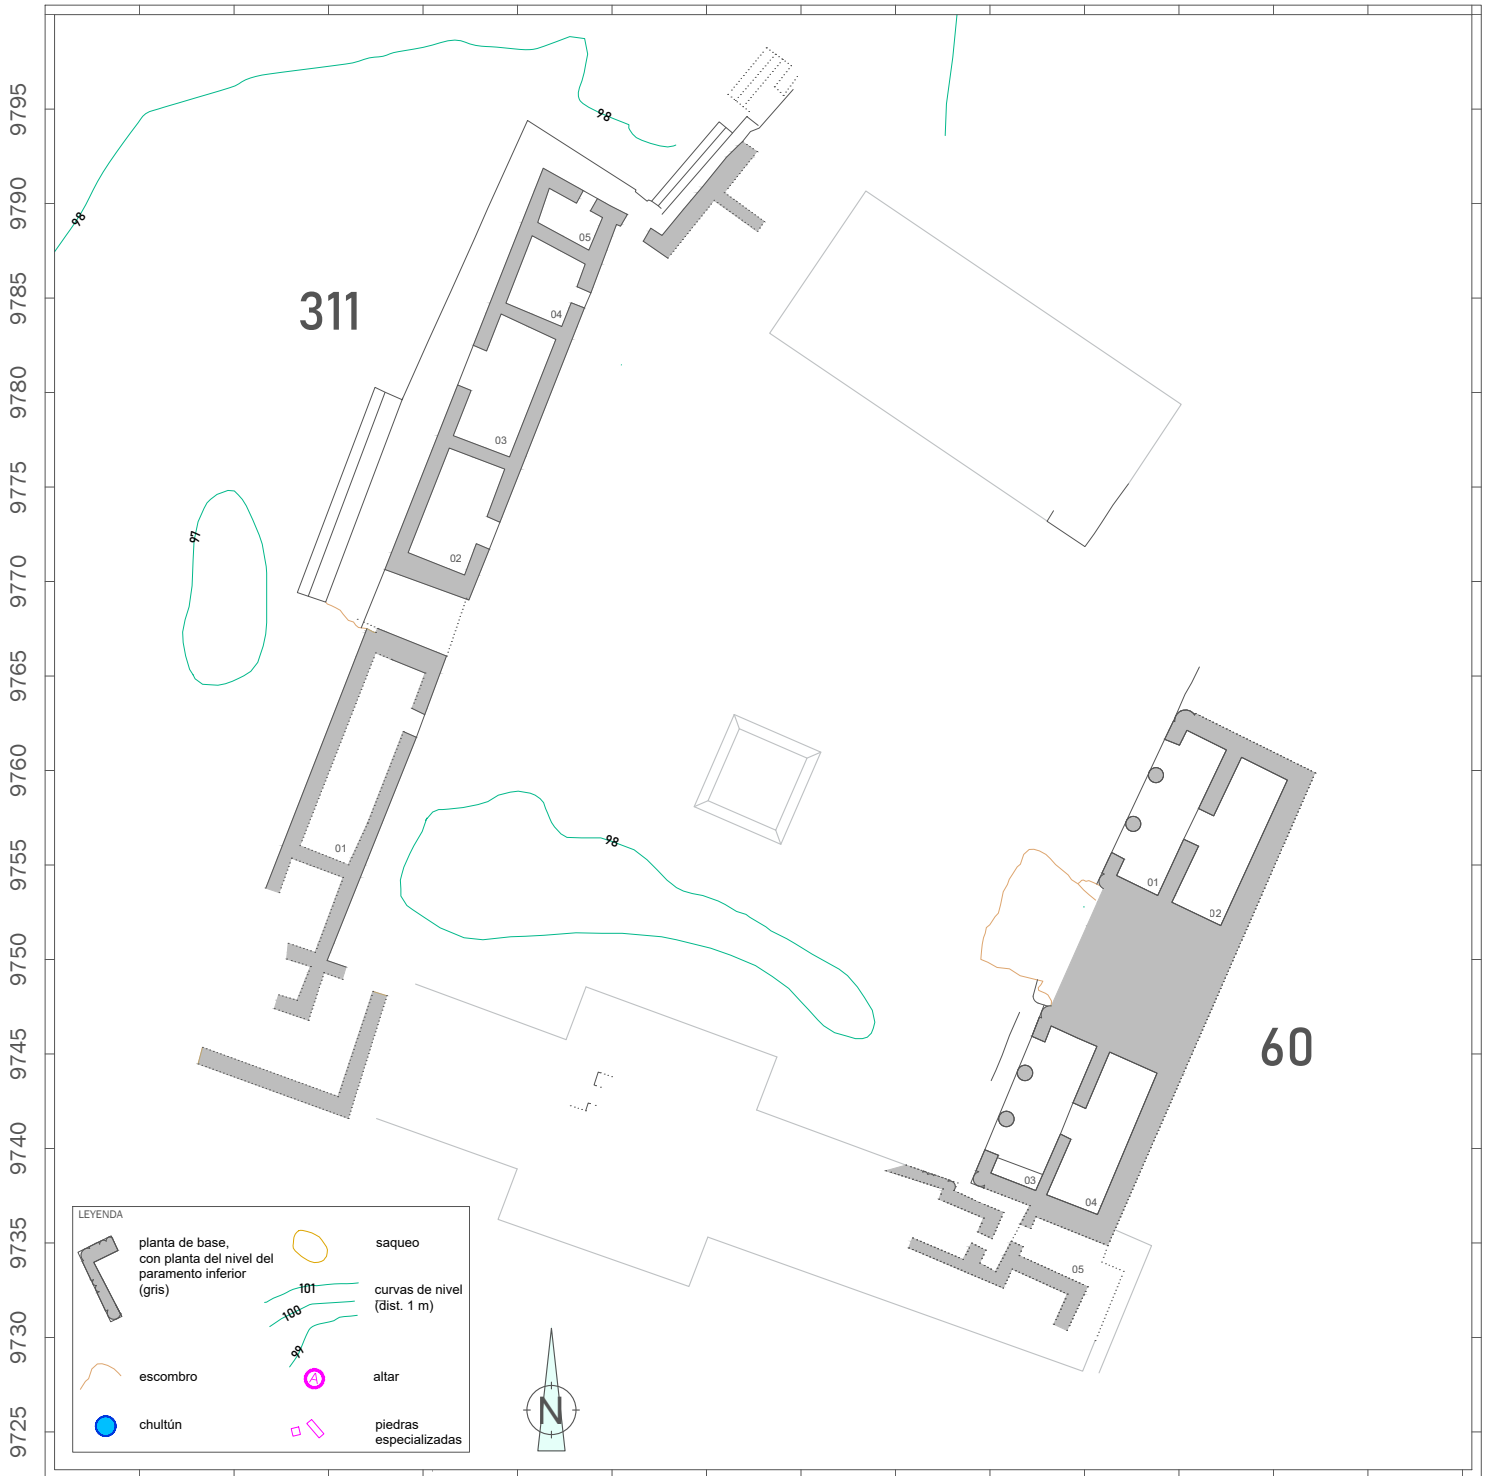 9795
9790
9785
9780
9775
9770
9765
9760
9755
9750
9745
9740
9735
9730
9725
98
98
311
05
04
03
02
97
01
98
01
02
60
03
04
05
LEYENDA
planta de base,
con planta del nivel del
paramento inferior
(gris)
saqueo
101
100
99
curvas de nivel
(dist. 1 m)
escombro
A
altar
chultún
piedras
especializadas
N